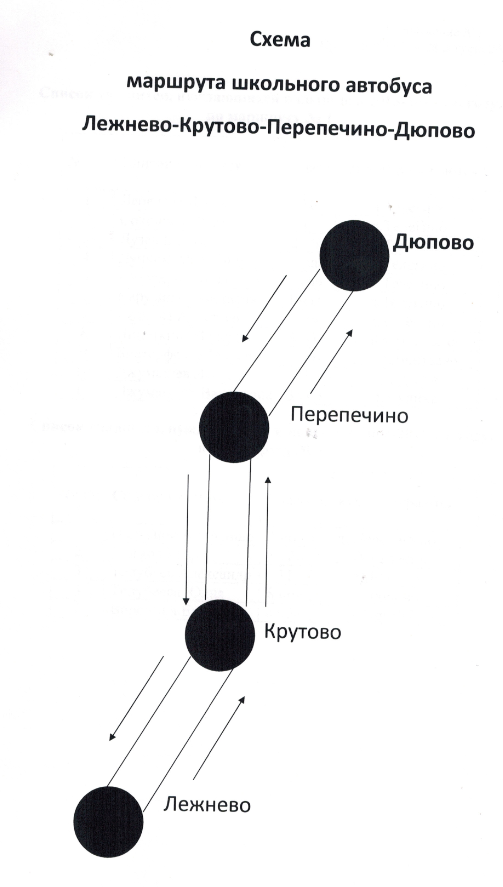 Схема
маршрута школьного автобуса
Лежнево-Крутово-Перепечино-Дюпово
Дюпово
Перепечино
Крутово
Лежнево